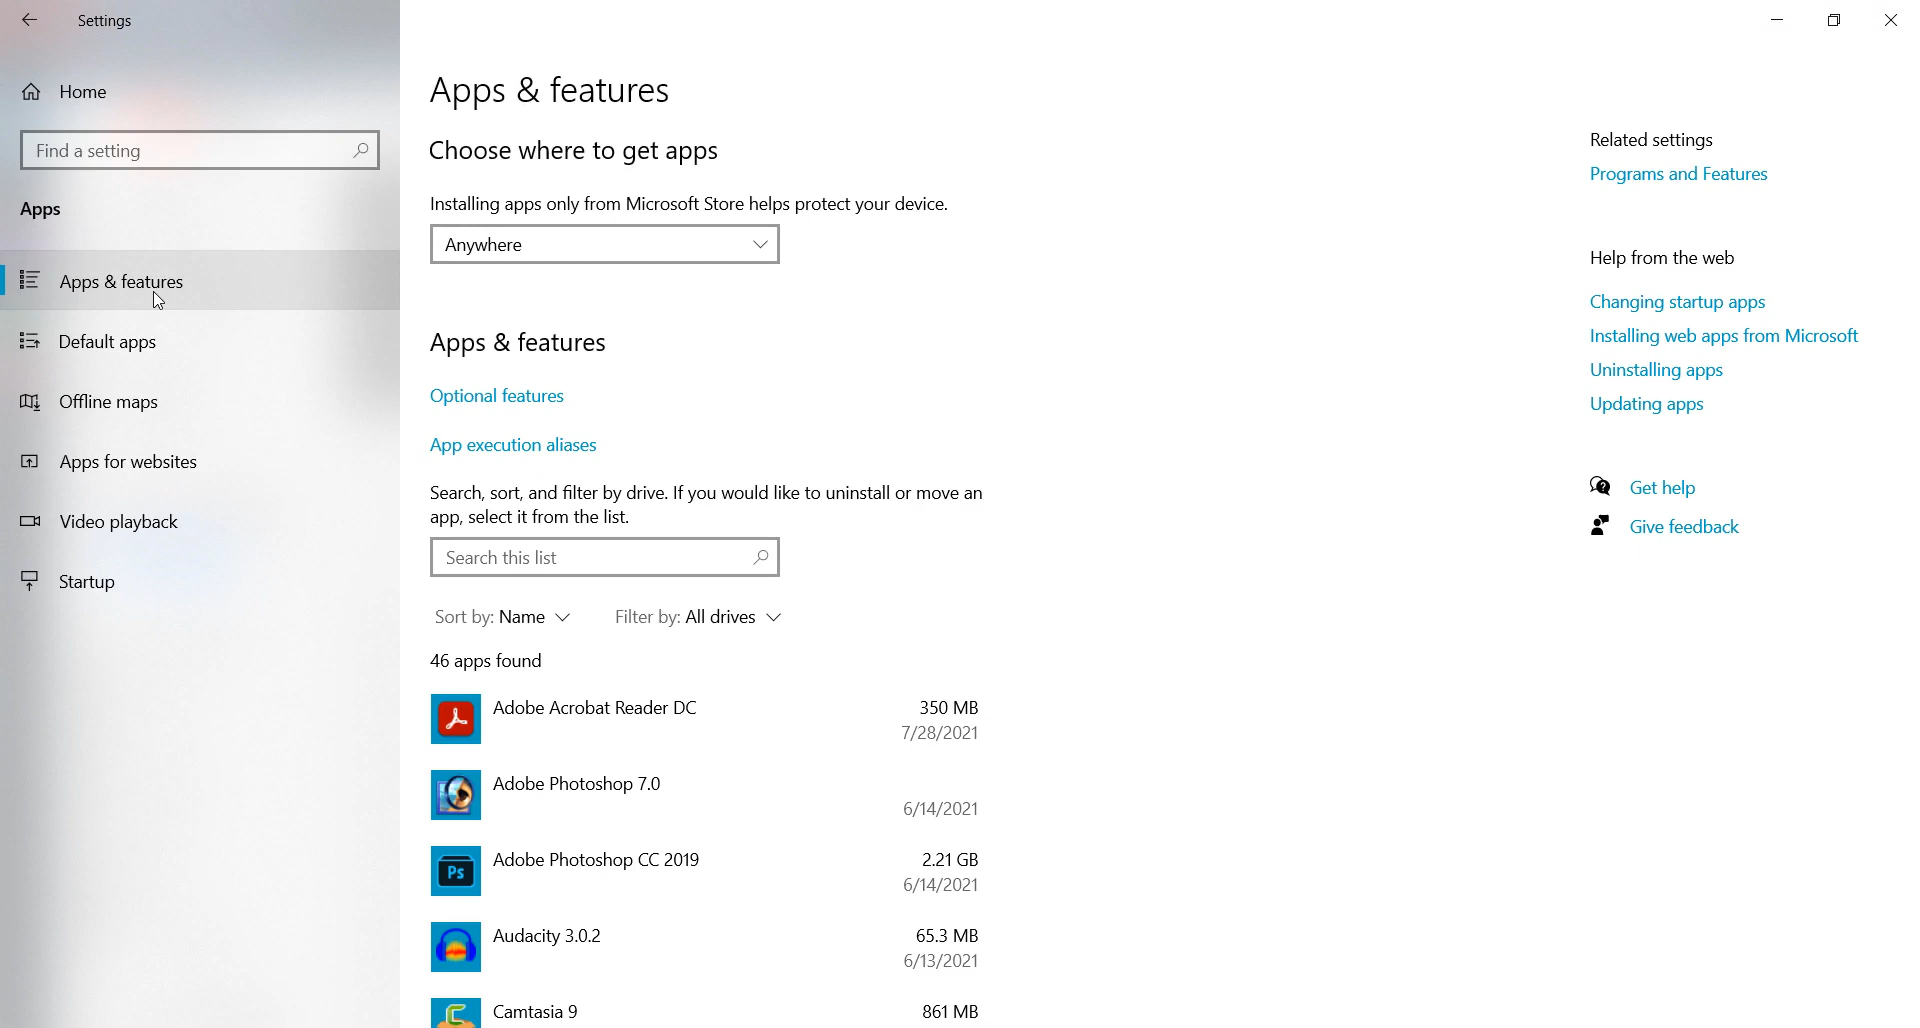 Settings
Home
Find a setting
Apps
Apps & features
Default apps
Offline maps
Apps for websites
Video playback
Startup
Apps & features
Choose where to get apps
Installing apps only from Microsoft Store helps protect your device.
Anywhere
Apps & features
Optional features
App execution aliases
Search, sort, and filter by drive. If you would like to uninstall or move an
app, select it from the list.
Search this list
Sort by: Name Filter by: All drives
46 apps found
Adobe Acrobat Reader DC 350 MB
7/28/2021
Adobe Photoshop 7.0
6/14/2021
Ps
Adobe Photoshop CC 2019 2.21 GB
6/14/2021
Audacity 3.0.2 65.3 MB
6/13/2021
Camtasia 9 861 MB
Related settings
Programs and Features
Help from the web
Changing startup apps
Installing web apps from Microsoft
Uninstalling apps
Updating apps
Get help
Give feedback